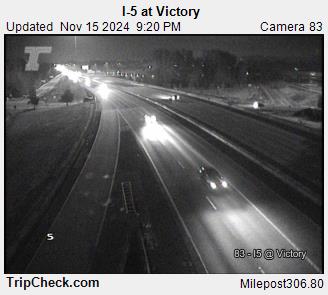 I-5 at Victory
Updated Nov 15 2024 9:20 PM Camera 83
T
S
83 - I5 @ Victory
TripCheck.com Milepost306.80